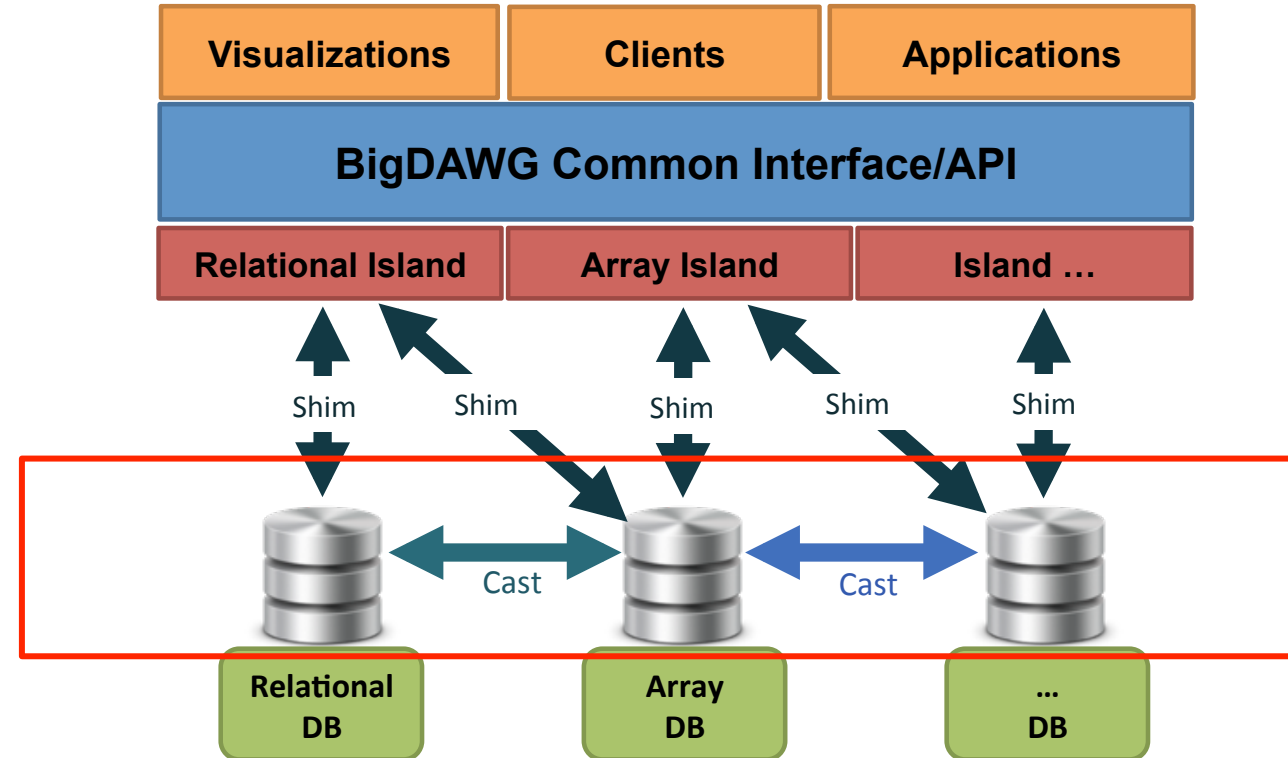 Visualizations
Clients
Applications
BigDAWG Common Interface/API
Relational Island
Array Island
Island …
Shim
Shim
Shim
Shim
Shim
Cast
Cast
Relational
DB
Array
DB
…
DB